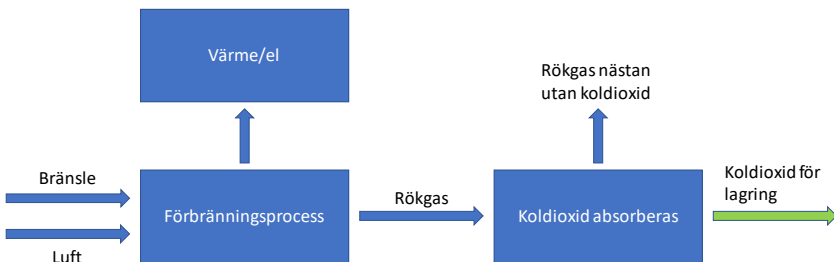 Värme/el
Rökgas nästan
utan koldioxid
Bränsle
Luft
Förbränningsprocess
Rökgas
Koldioxid absorberas
Koldioxid för
lagring